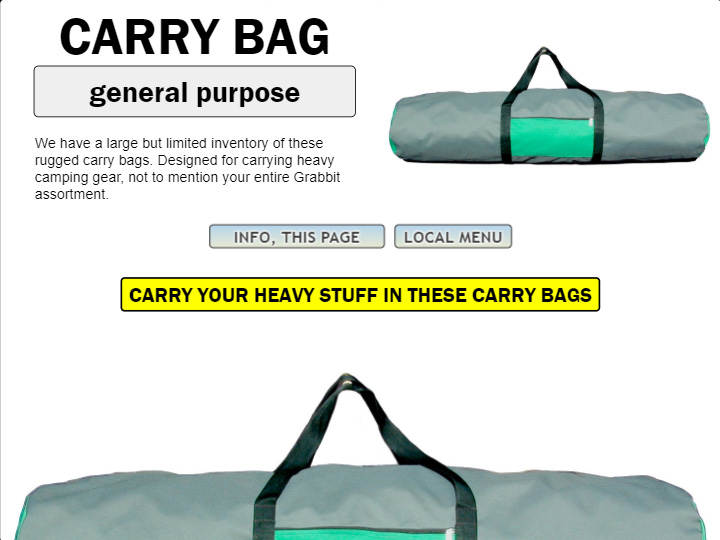 CARRY BAG
general purpose
We have a large but limited inventory of these
rugged carry bags. Designed for carrying heavy
camping gear, not to mention your entire Grabbit
assortment.
INFO, THIS PAGE
LOCAL MENU
CARRY YOUR HEAVY STUFF IN THESE CARRY BAGS